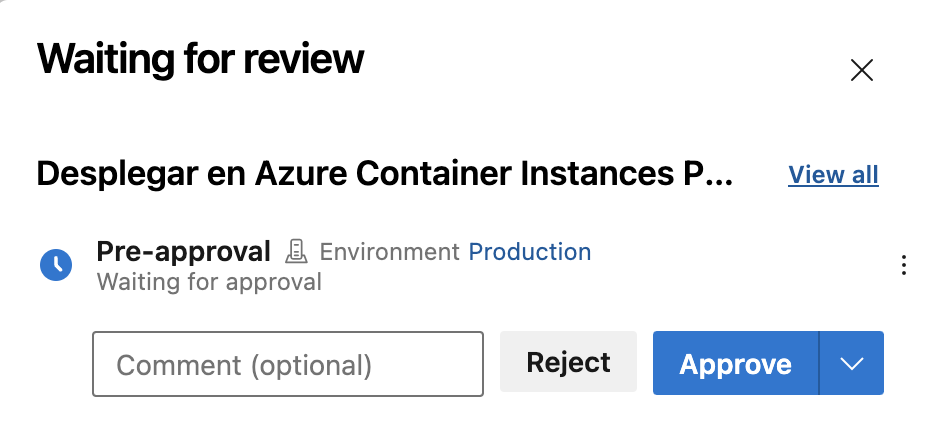 Waiting for review
Desplegar en Azure Container Instances P... View all
Pre-approval Environment Production
Waiting for approval
Comment (optional) Reject Approve